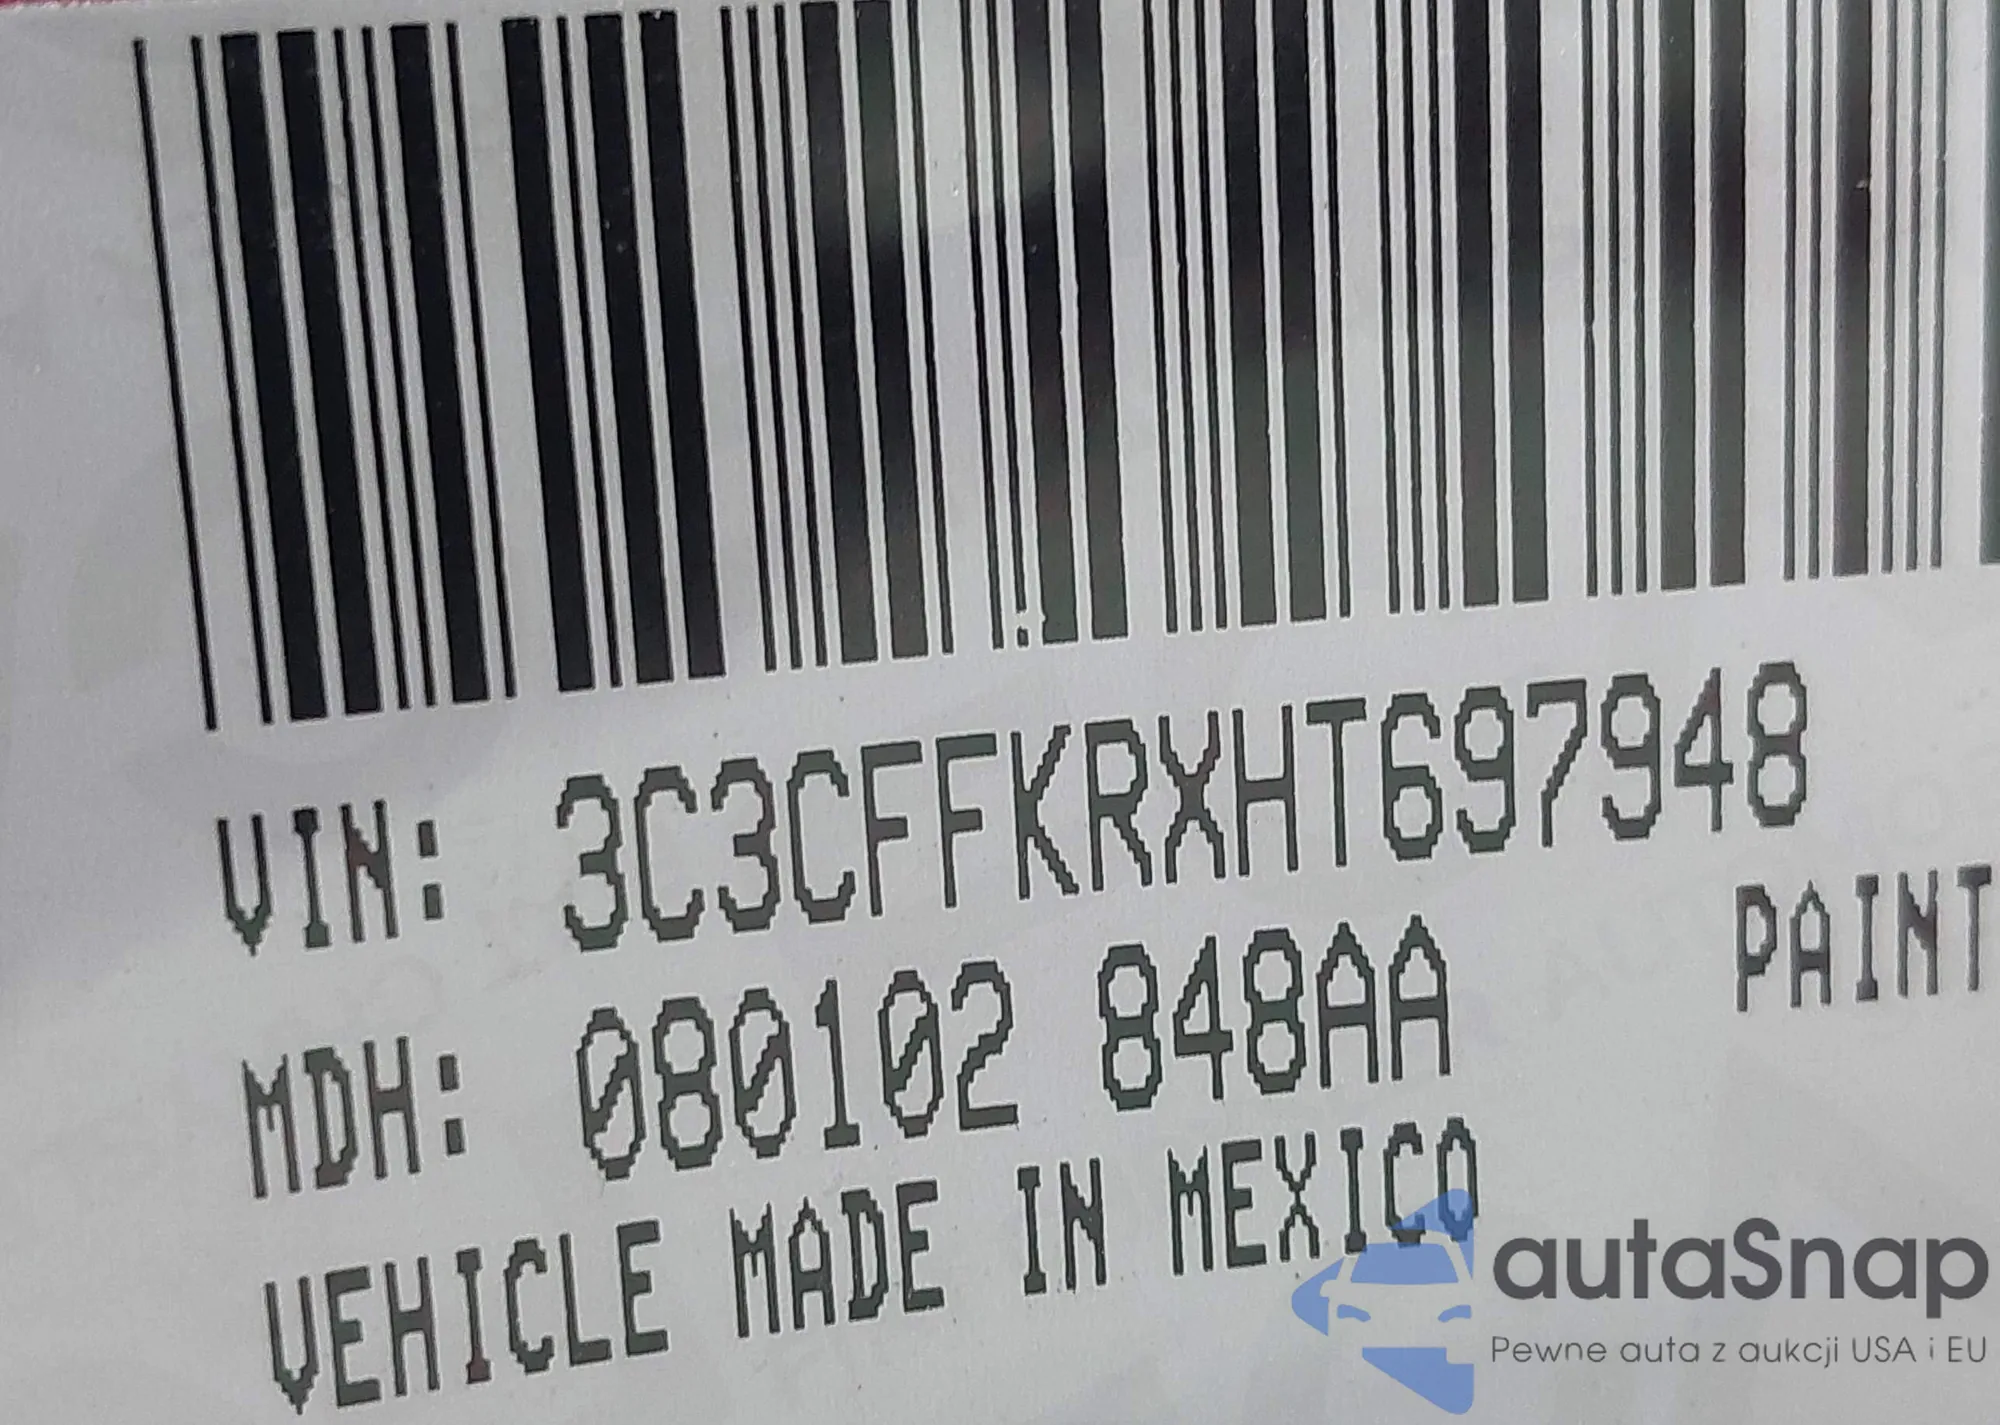 VIN: 3C3CFFKRXHT697948
MDH: 080102 848AA
PAINT
VEHICLE MADE IN MEXICO
autaSnap
Pewne auta z aukcji USA i EU